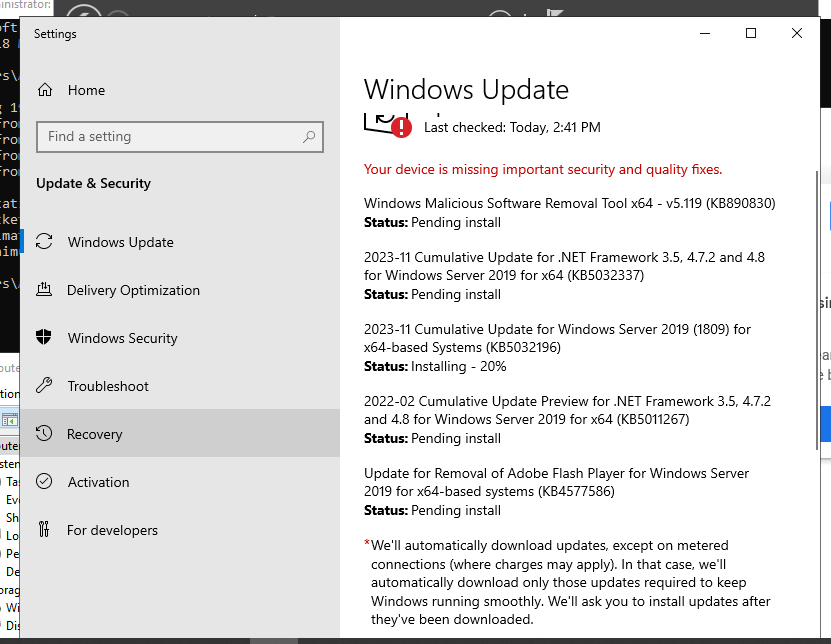 ninistrator:
Settings
Home
Find a setting
Update & Security
Windows Update
Delivery Optimization
Windows Security
Troubleshoot
Recovery
Activation
For developers
Windows Update
Last checked: Today, 2:41 PM
Your device is missing important security and quality fixes.
Windows Malicious Software Removal Tool x64 - v5.119 (KB890830)
Status: Pending install
2023-11 Cumulative Update for .NET Framework 3.5, 4.7.2 and 4.8
for Windows Server 2019 for x64 (KB5032337)
Status: Pending install
2023-11 Cumulative Update for Windows Server 2019 (1809) for
x64-based Systems (KB5032196)
Status: Installing - 20%
2022-02 Cumulative Update Preview for .NET Framework 3.5, 4.7.2
and 4.8 for Windows Server 2019 for x64 (KB5011267)
Status: Pending install
Update for Removal of Adobe Flash Player for Windows Server
2019 for x64-based systems (KB4577586)
Status: Pending install
*We'll automatically download updates, except on metered
connections (where charges may apply). In that case, we'll
automatically download only those updates required to keep
Windows running smoothly. We'll ask you to install updates after
they've been downloaded.